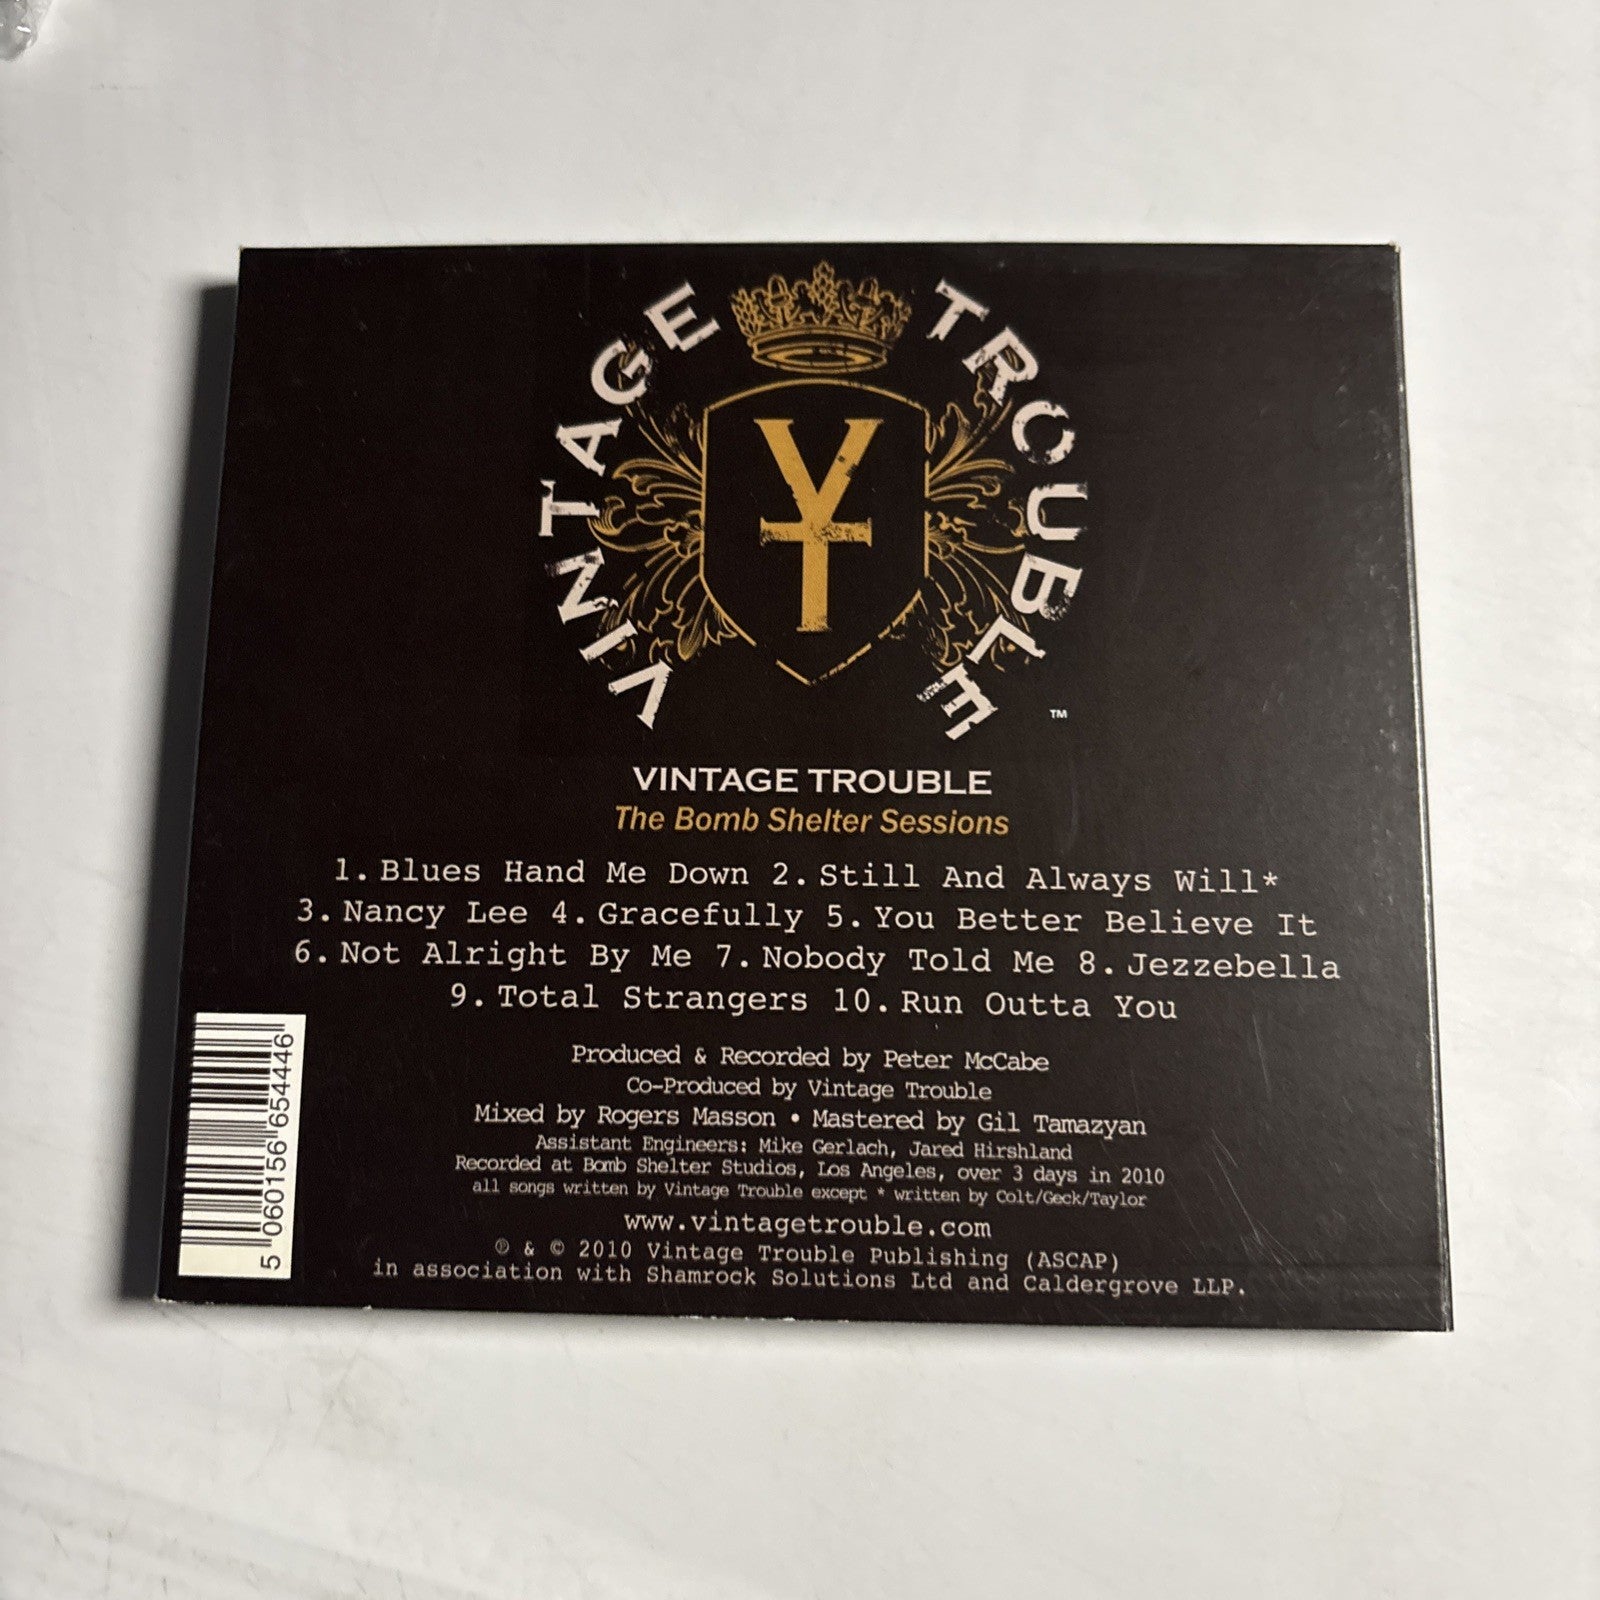 VINTAGE TROUBLE
VT
TM
VINTAGE TROUBLE
The Bomb Shelter Sessions
1. Blues Hand Me Down 2. Still And Always Will*
3. Nancy Lee 4. Gracefully 5. You Better Believe It
6. Not Alright By Me 7. Nobody Told Me 8. Jezzebella
9. Total Strangers 10. Run Outta You
Produced & Recorded by Peter McCabe
Co-Produced by Vintage Trouble
Mixed by Rogers Masson • Mastered by Gil Tamazyan
Assistant Engineers: Mike Gerlach, Jared Hirshland
Recorded at Bomb Shelter Studios, Los Angeles, over 3 days in 2010
all songs written by Vintage Trouble except * written by Colt/Geck/Taylor
www.vintagetrouble.com
℗ & © 2010 Vintage Trouble Publishing (ASCAP)
in association with Shamrock Solutions Ltd and Caldergrove LLP.
5 060156 654446